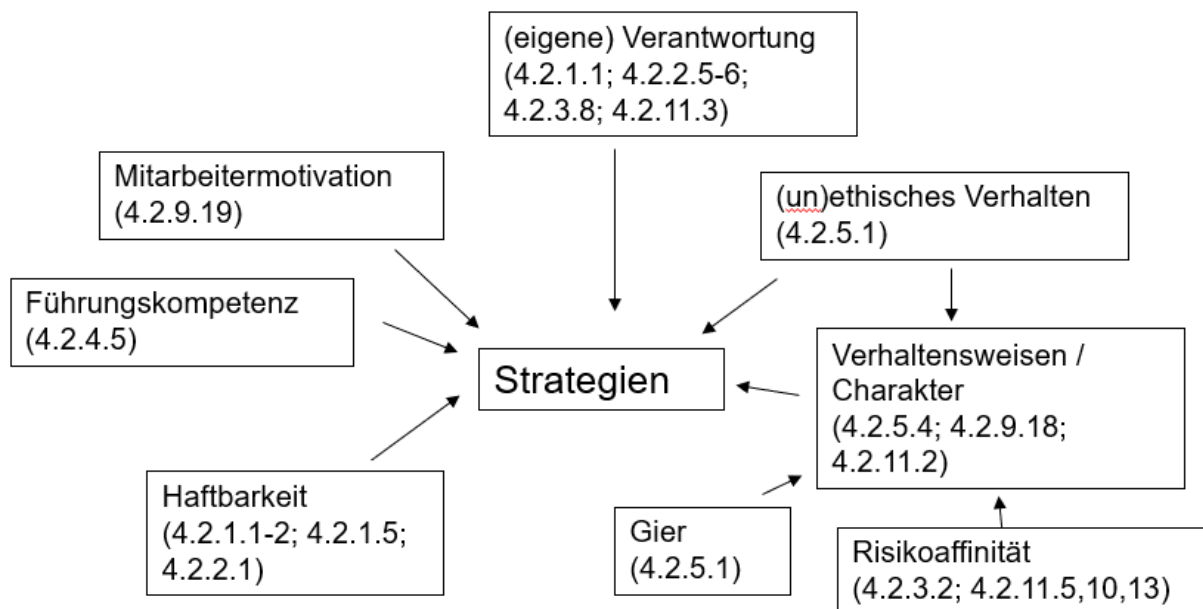 (eigene) Verantwortung
(4.2.1.1; 4.2.2.5-6;
4.2.3.8; 4.2.11.3)
Mitarbeitermotivation
(4.2.9.19)
(un)ethisches Verhalten
(4.2.5.1)
Führungskompetenz
(4.2.4.5)
Strategien
Verhaltensweisen /
Charakter
(4.2.5.4; 4.2.9.18;
4.2.11.2)
Haftbarkeit
(4.2.1.1-2; 4.2.1.5;
4.2.2.1)
Gier
(4.2.5.1)
Risikoaffinität
(4.2.3.2; 4.2.11.5,10,13)